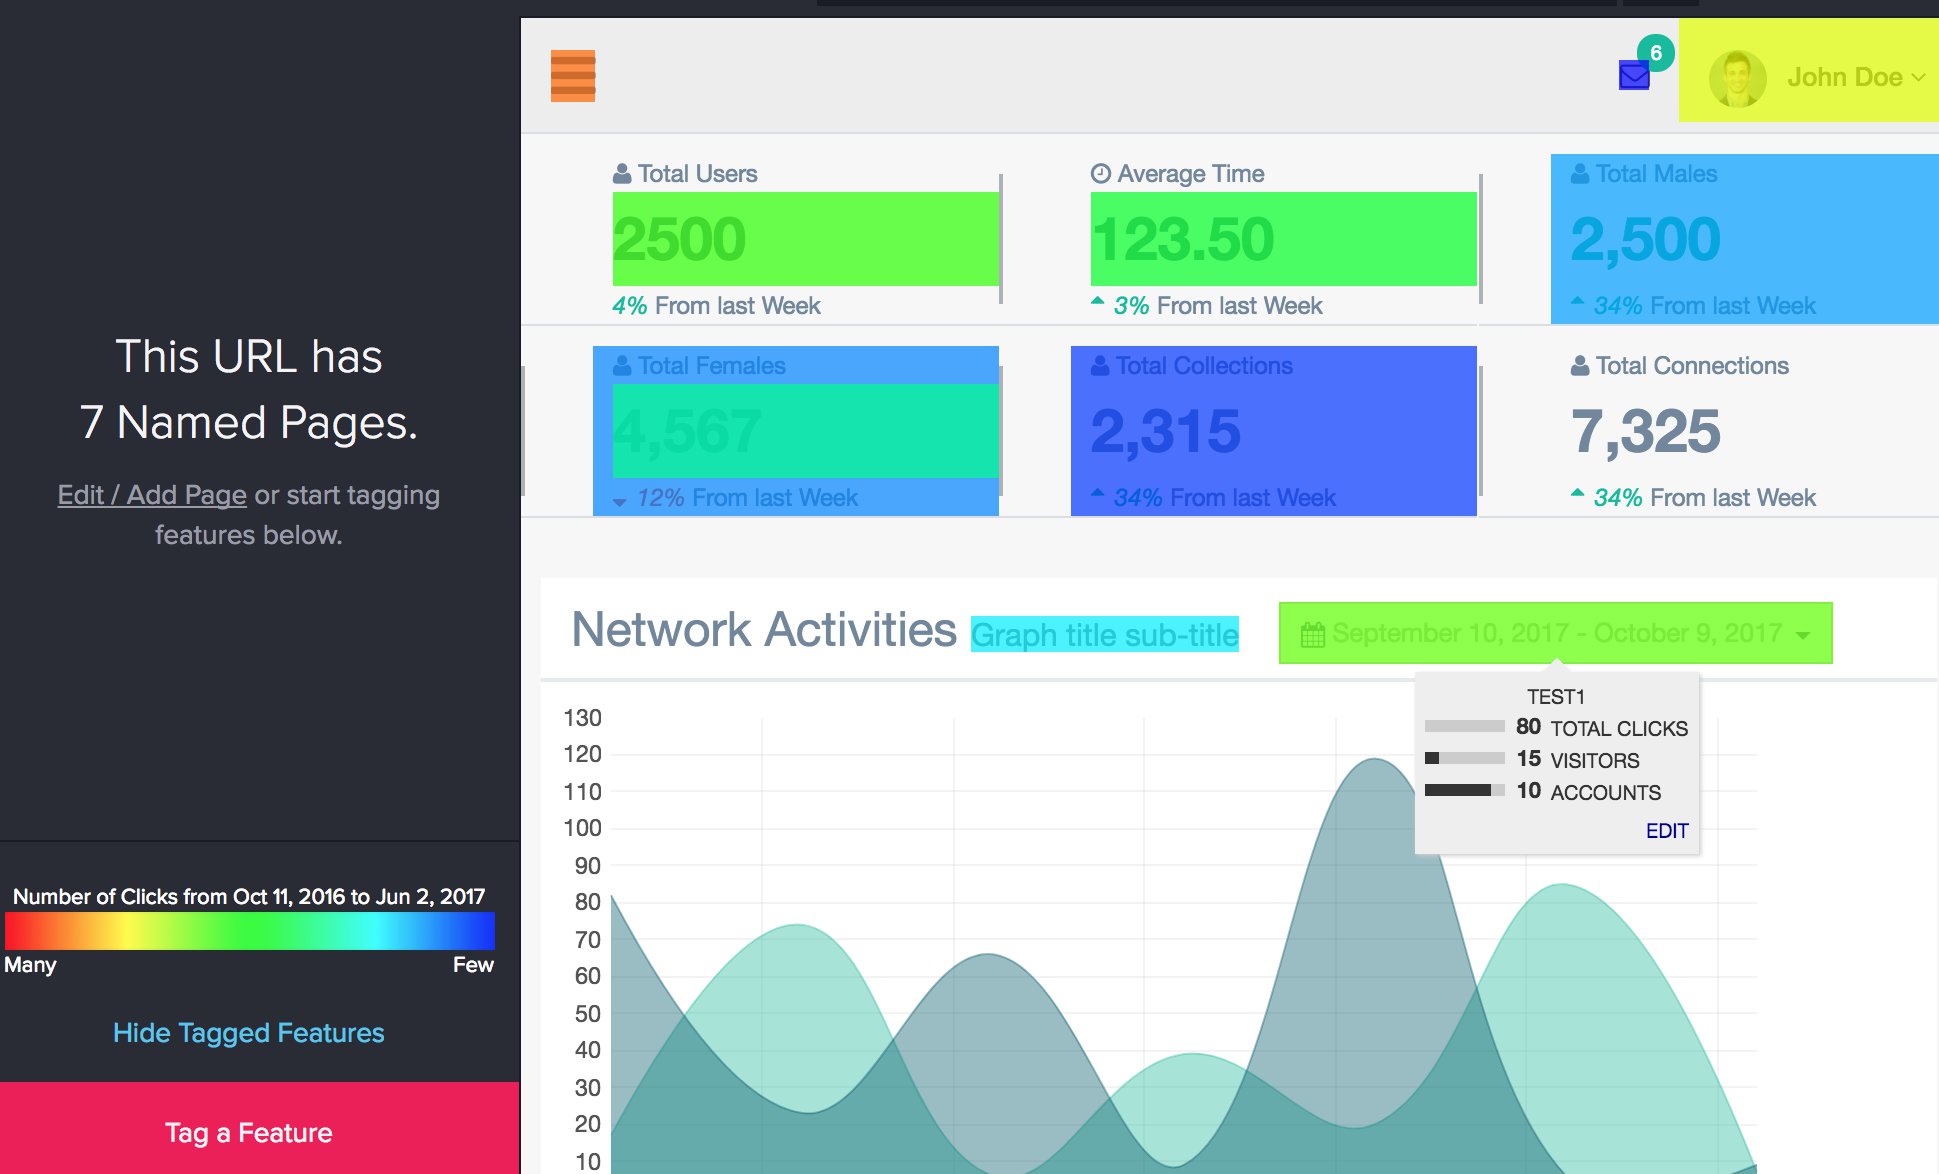 This URL has
7 Named Pages.
Edit / Add Page or start tagging
features below.
Number of Clicks from Oct 11, 2016 to Jun 2, 2017
Many
Few
Hide Tagged Features
Tag a Feature
6
John Doe
Total Users
2500
4% From last Week
Average Time
123.50
3% From last Week
Total Males
2,500
34% From last Week
Total Females
4,567
12% From last Week
Total Collections
2,315
34% From last Week
Total Connections
7,325
34% From last Week
Network Activities Graph title sub-title
September 10, 2017 - October 9, 2017
TEST1
80 TOTAL CLICKS
15 VISITORS
10 ACCOUNTS
EDIT
130
120
110
100
90
80
70
60
50
40
30
20
10